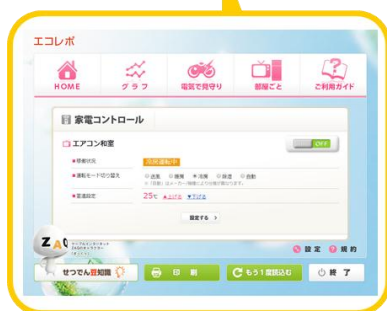 エコレポ
HOME
グラフ
電気で見守り
部屋ごと
ご利用ガイド
家電コントロール
エアコン和室
OFF
■稼働状況
冷房運転中
■運転モード切り替え
送風 暖房 冷房 除湿 自動
■室温設定
25℃ ▲上げる ▼下げる
設定する
ZAQ
設定
規約
せつでん豆知識
印刷
もう1度読込む
終了